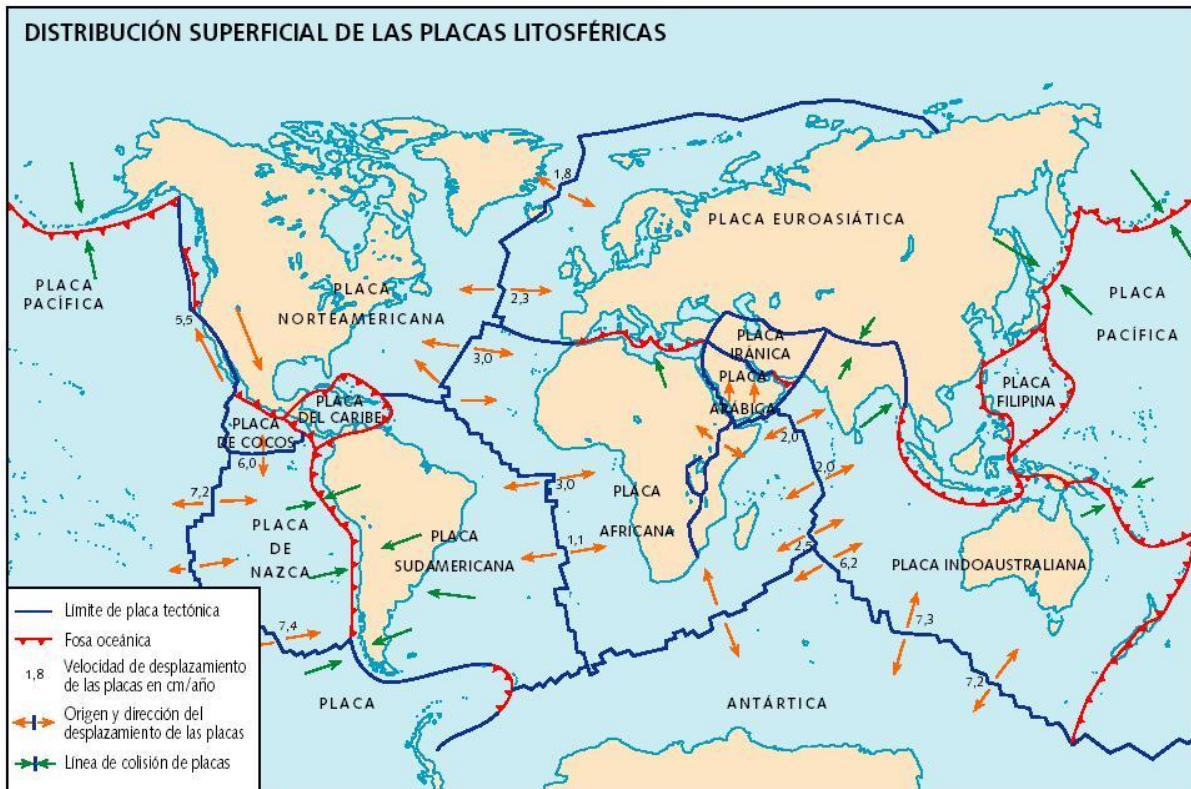 DISTRIBUCIÓN SUPERFICIAL DE LAS PLACAS LITOSFÉRICAS
1,8
PLACA EUROASIÁTICA
PLACA
PACÍFICA
PLACA
NORTEAMERICANA
2,3
PLACA
PACÍFICA
5,5
3,0
PLACA
IRÁNICA
PLACA
ARÁBICA
PLACA
FILIPINA
PLACA
DEL CARIBE
PLACA
DE COCOS
6,0
2,0
2,0
7,2
3,0
PLACA
AFRICANA
PLACA
DE
NAZCA
PLACA
SUDAMERICANA
1,1
2,5
6,2
PLACA INDOAUSTRALIANA
7,3
7,4
7,2
PLACA
ANTÁRTICA
Límite de placa tectónica
Fosa oceánica
1,8
Velocidad de desplazamiento
de las placas en cm/año
Origen y dirección del
desplazamiento de las placas
Línea de colisión de placas